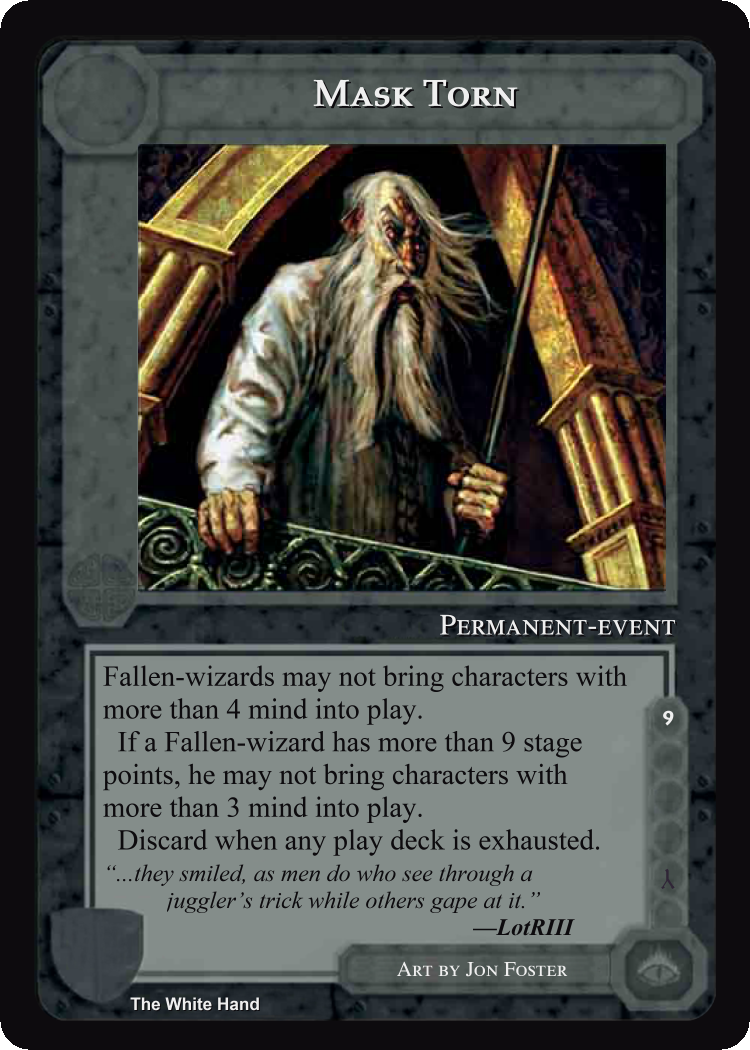 Mask Torn
Permanent-event
Fallen-wizards may not bring characters with
more than 4 mind into play.
If a Fallen-wizard has more than 9 stage
points, he may not bring characters with
more than 3 mind into play.
Discard when any play deck is exhausted.
“...they smiled, as men do who see through a
juggler’s trick while others gape at it.”
—LotRIII
9
Art by Jon Foster
The White Hand